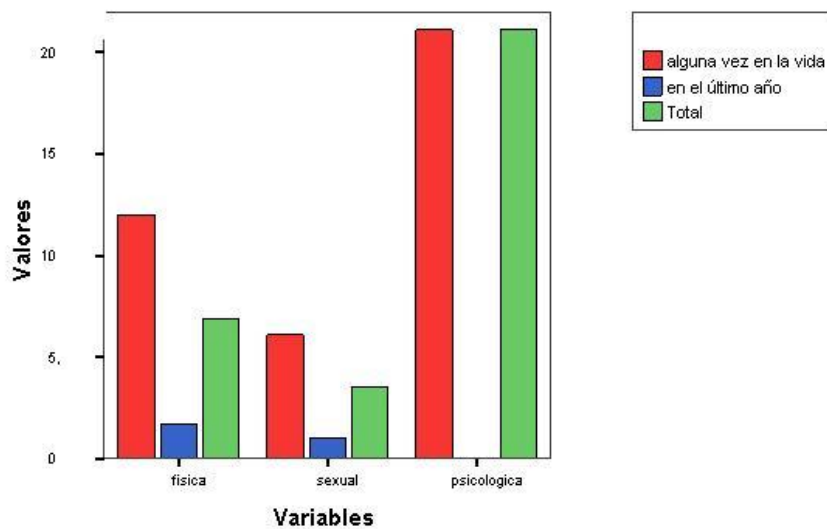 20
15
10
5,
0
Valores
fisica
sexual
psicologica
Variables
alguna vez en la vida
en el último año
Total